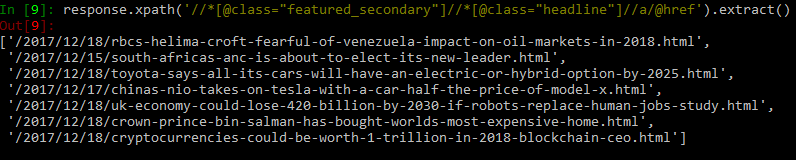 In [9]: response.xpath('//*[@class="featured_secondary"]//*[@class="headline"]//a/@href').extract()
Out[9]:
['/2017/12/18/rbcs-helima-croft-fearful-of-venezuela-impact-on-oil-markets-in-2018.html',
'/2017/12/15/south-africas-anc-is-about-to-elect-its-new-leader.html',
'/2017/12/18/toyota-says-all-its-cars-will-have-an-electric-or-hybrid-option-by-2025.html',
'/2017/12/17/chinas-nio-takes-on-tesla-with-a-car-half-the-price-of-model-x.html',
'/2017/12/18/uk-economy-could-lose-420-billion-by-2030-if-robots-replace-human-jobs-study.html',
'/2017/12/18/crown-prince-bin-salman-has-bought-worlds-most-expensive-home.html',
'/2017/12/18/cryptocurrencies-could-be-worth-1-trillion-in-2018-blockchain-ceo.html']